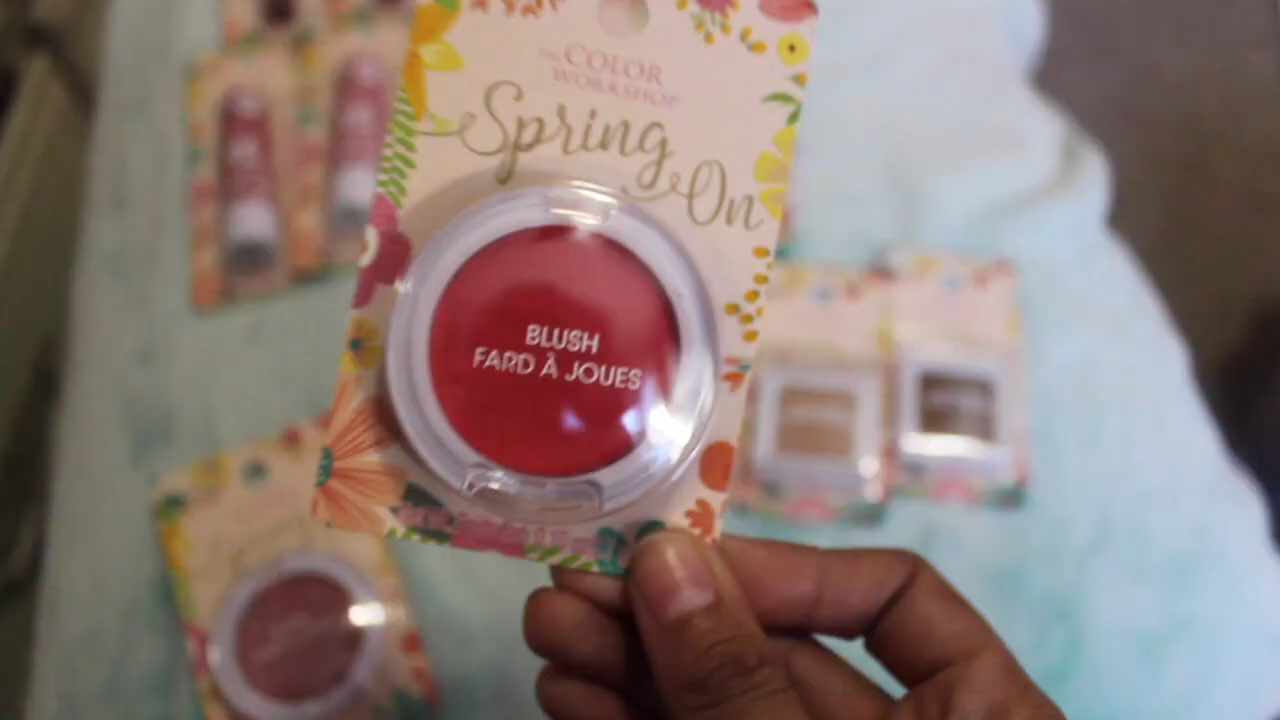 THE COLOR
WORKSHOP
Spring
On
BLUSH
FARD À JOUES